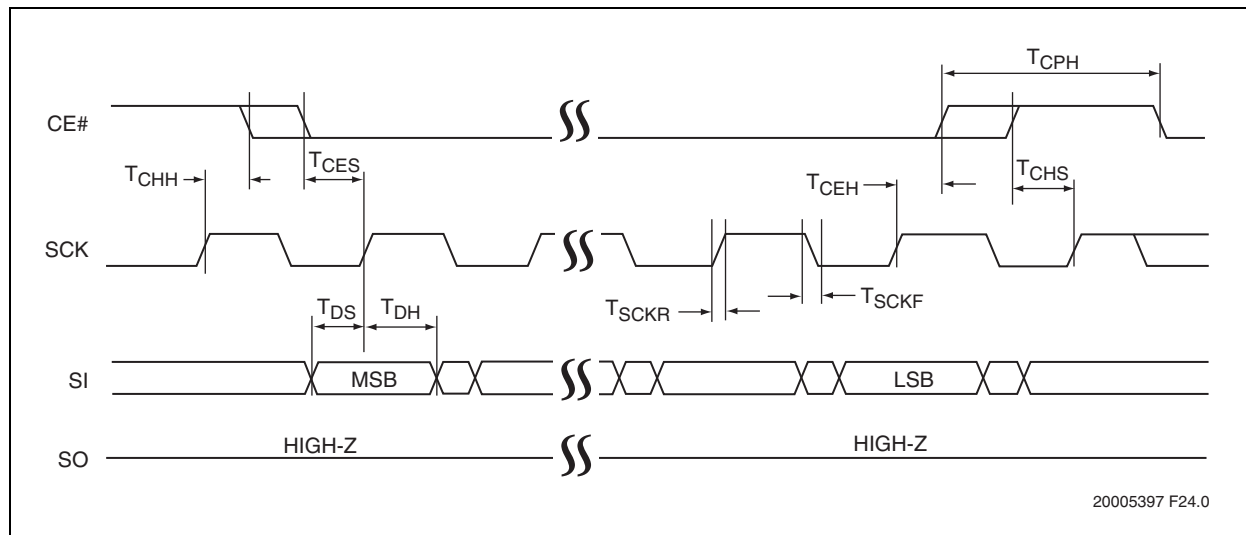 T_CPH
CE#
T_CHH
T_CES
T_CEH
T_CHS
SCK
T_DS
T_DH
T_SCKR
T_SCKF
SI
MSB
LSB
SO
HIGH-Z
HIGH-Z
20005397 F24.0